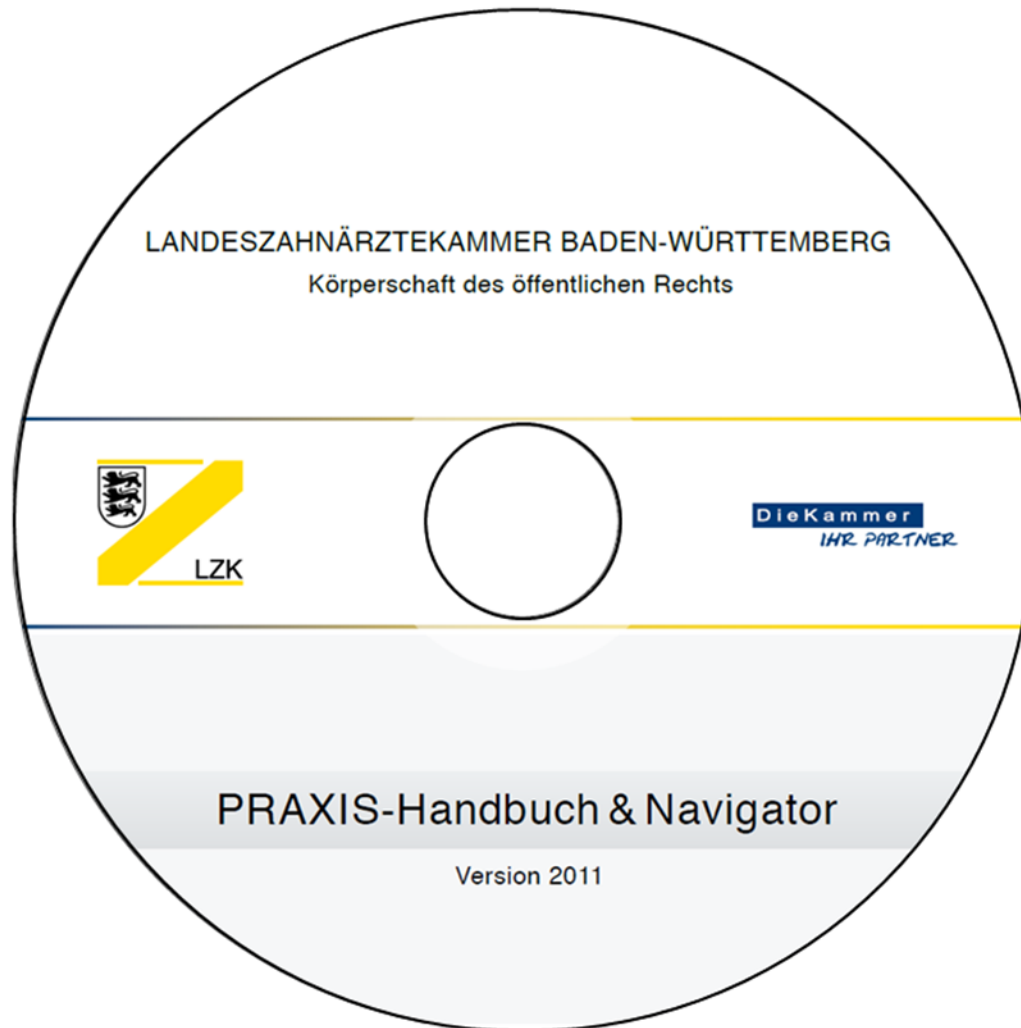 LANDESZAHNÄRZTEKAMMER BADEN-WÜRTTEMBERG
Körperschaft des öffentlichen Rechts
LZK
DieKammer
IHR PARTNER
PRAXIS-Handbuch & Navigator
Version 2011